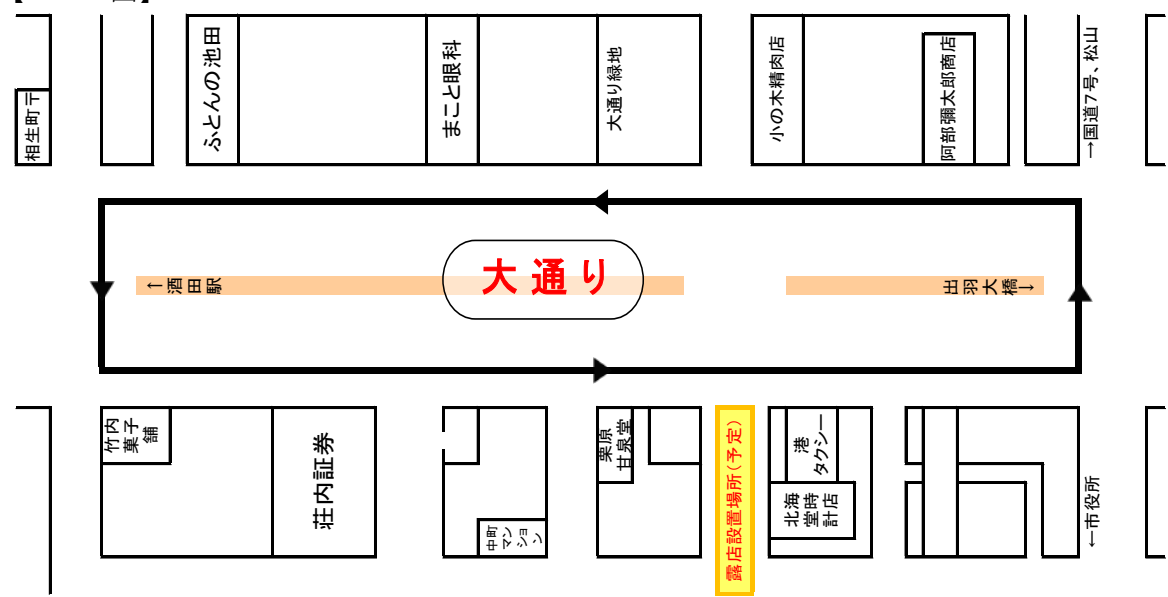 相生町〒
ふとんの池田
まこと眼科
大通り緑地
小の木精肉店
阿部彌太郎商店
→国道7号、松山
←酒田駅
大通り
出羽大橋→
竹内
菓子
舗
荘内証券
中町
マン
ション
栗原
甘泉堂
露店設置場所(予定)
港
タクシー
北海
堂時
計店
←市役所